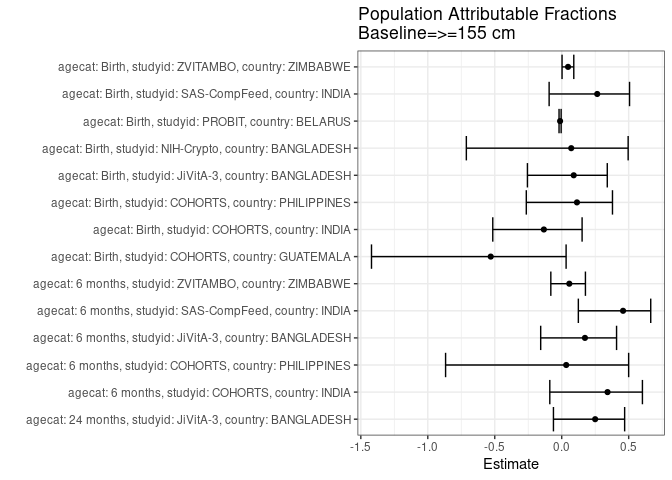 Population Attributable Fractions
Baseline=>=155 cm
agecat: Birth, studyid: ZVITAMBO, country: ZIMBABWE
agecat: Birth, studyid: SAS-CompFeed, country: INDIA
agecat: Birth, studyid: PROBIT, country: BELARUS
agecat: Birth, studyid: NIH-Crypto, country: BANGLADESH
agecat: Birth, studyid: JiVitA-3, country: BANGLADESH
agecat: Birth, studyid: COHORTS, country: PHILIPPINES
agecat: Birth, studyid: COHORTS, country: INDIA
agecat: Birth, studyid: COHORTS, country: GUATEMALA
agecat: 6 months, studyid: ZVITAMBO, country: ZIMBABWE
agecat: 6 months, studyid: SAS-CompFeed, country: INDIA
agecat: 6 months, studyid: JiVitA-3, country: BANGLADESH
agecat: 6 months, studyid: COHORTS, country: PHILIPPINES
agecat: 6 months, studyid: COHORTS, country: INDIA
agecat: 24 months, studyid: JiVitA-3, country: BANGLADESH
-1.5 -1.0 -0.5 0.0 0.5
Estimate